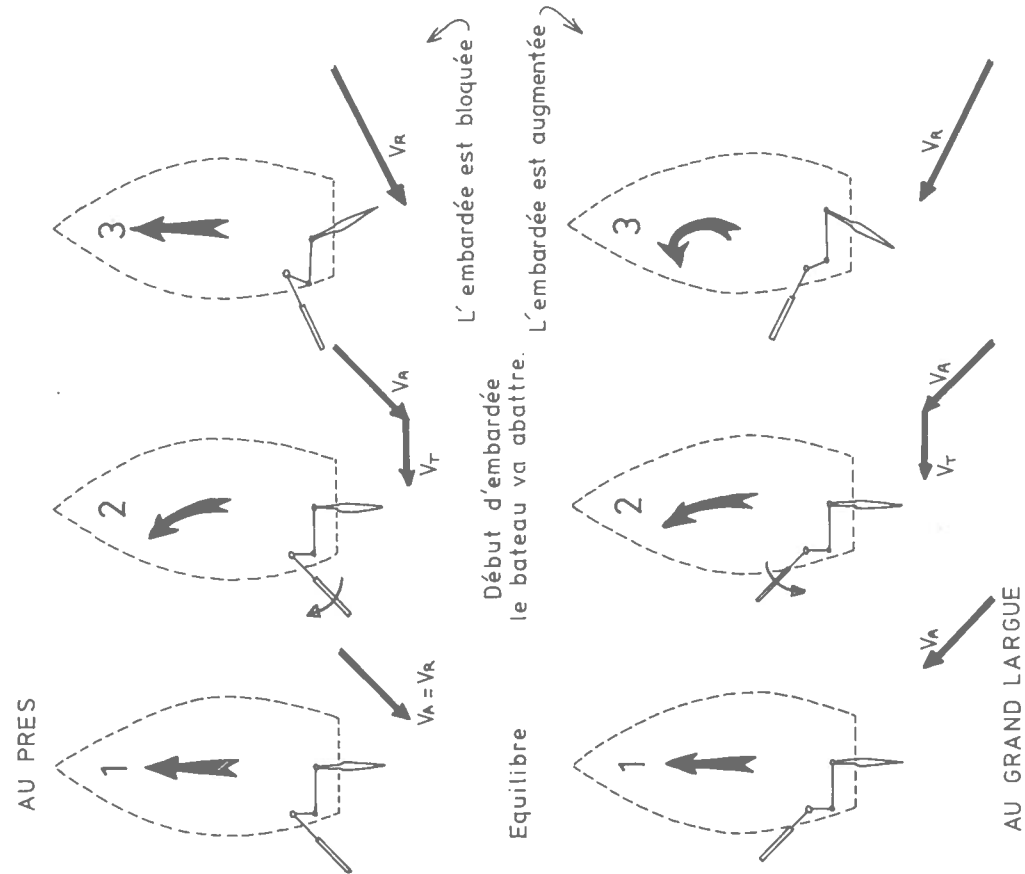 AU PRES
1
2
3
VA = VR
VT
VA
VR
Equilibre
Début d'embardée
le bateau va abattre.
L'embardée est bloquée
L'embardée est augmentée
1
2
3
VA
VT
VA
VR
AU GRAND LARGUE